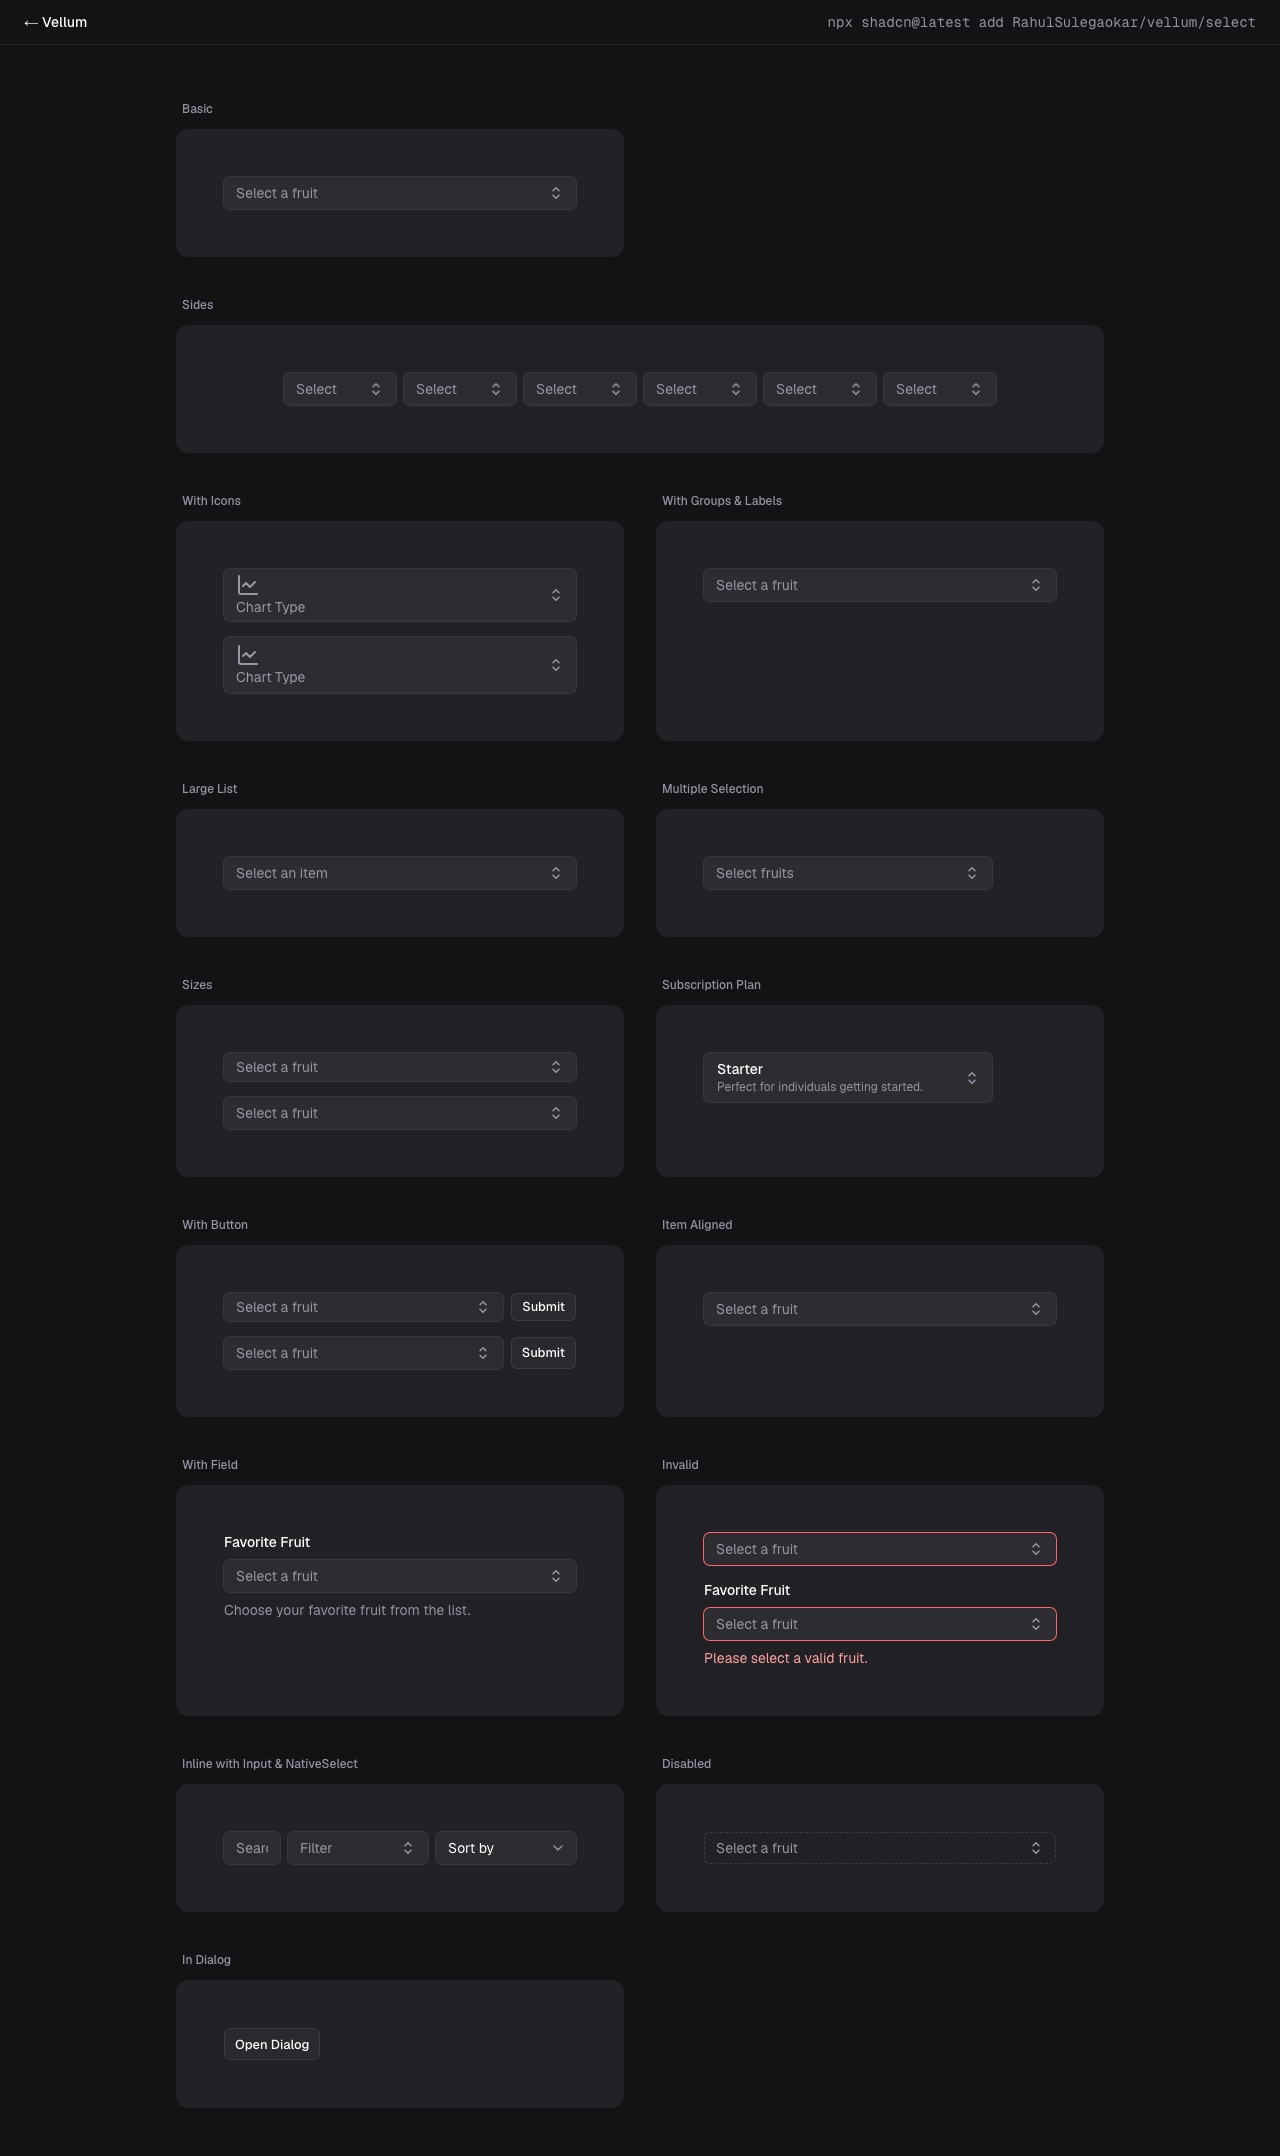 ← Vellum
npx shadcn@latest add RahulSulegaokar/vellum/select
Basic
Select a fruit
Sides
Select Select Select Select Select Select
With Icons
Chart Type
Chart Type
With Groups & Labels
Select a fruit
Large List
Select an item
Multiple Selection
Select fruits
Sizes
Select a fruit
Select a fruit
Subscription Plan
Starter
Perfect for individuals getting started.
With Button
Select a fruit Submit
Select a fruit Submit
Item Aligned
Select a fruit
With Field
Favorite Fruit
Select a fruit
Choose your favorite fruit from the list.
Invalid
Select a fruit
Favorite Fruit
Select a fruit
Please select a valid fruit.
Inline with Input & NativeSelect
Searc Filter Sort by
Disabled
Select a fruit
In Dialog
Open Dialog